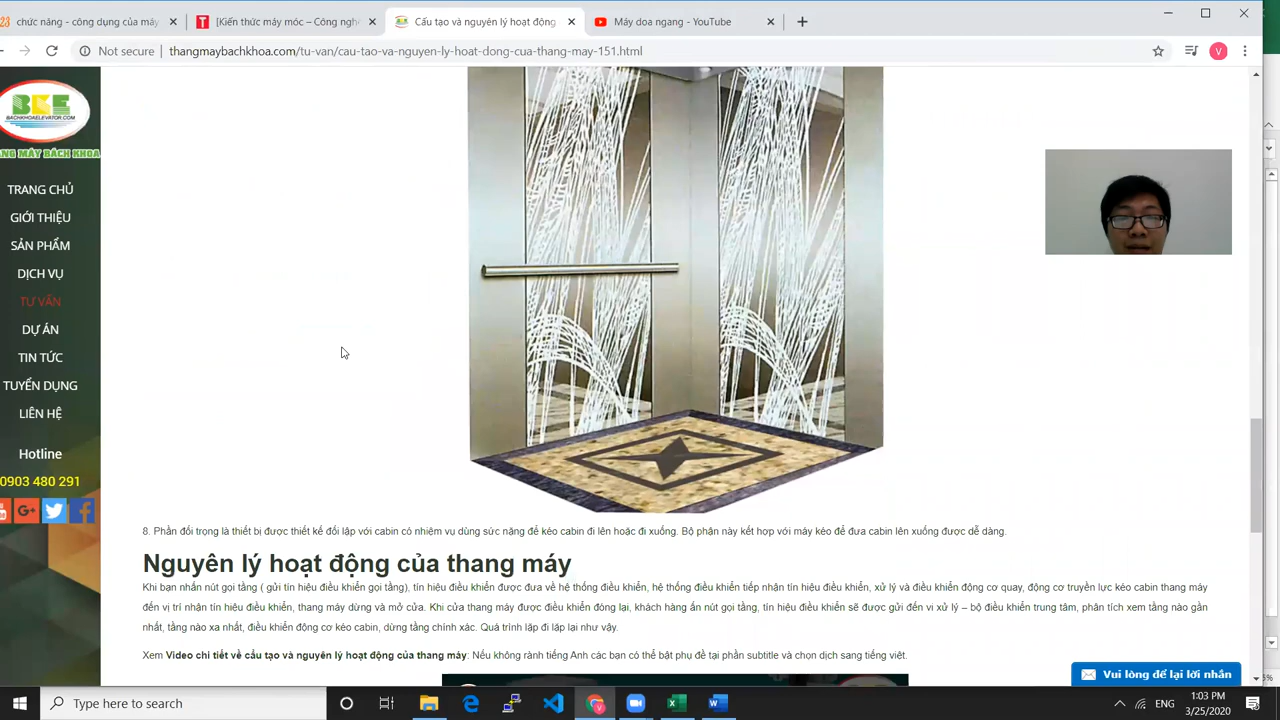 chức năng - công dụng của máy
[Kiến thức máy móc – Công ngh
Cấu tạo và nguyên lý hoạt động
Máy doa ngang - YouTube
Not secure
thangmaybachkhoa.com/tu-van/cau-tao-va-nguyen-ly-hoat-dong-cua-thang-may-151.html
V
BKE
BACHKHOAELEVATOR.COM
ANG MÁY BÁCH KHOA
TRANG CHỦ
GIỚI THIỆU
SẢN PHẨM
DỊCH VỤ
TƯ VẤN
DỰ ÁN
TIN TỨC
TUYỂN DỤNG
LIÊN HỆ
Hotline
0903 480 291
8. Phần đối trọng là thiết bị được thiết kế đối lập với cabin có nhiệm vụ dùng sức nặng để kéo cabin đi lên hoặc đi xuống. Bộ phận này kết hợp với máy kéo để đưa cabin lên xuống được dễ dàng.
Nguyên lý hoạt động của thang máy
Khi bạn nhấn nút gọi tầng ( gửi tín hiệu điều khiển gọi tầng), tín hiệu điều khiển được đưa về hệ thống điều khiển, hệ thống điều khiển tiếp nhận tín hiệu điều khiển, xử lý và điều khiển động cơ quay, động cơ truyền lực kéo cabin thang máy
đến vị trí nhận tín hiệu điều khiển, thang máy dừng và mở cửa. Khi cửa thang máy được điều khiển đóng lại, khách hàng ấn nút gọi tầng, tín hiệu điều khiển sẽ được gửi đến vi xử lý – bộ điều khiển trung tâm, phân tích xem tầng nào gần
nhất, tầng nào xa nhất, điều khiển động cơ kéo cabin, dừng tầng chính xác. Quá trình lặp đi lặp lại như vậy.
Xem Video chi tiết về cấu tạo và nguyên lý hoạt động của thang máy: Nếu không rành tiếng Anh các bạn có thể bật phụ đề tại phần subtitle và chọn dịch sang tiếng việt.
Vui lòng để lại lời nhắn
Type here to search
ENG
1:03 PM
3/25/2020